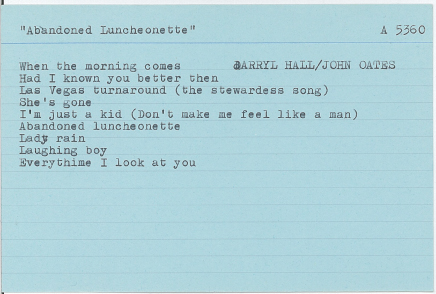 "Abandoned Luncheonette" A 5360
When the morning comes DARRYL HALL/JOHN OATES
Had I known you better then
Las Vegas turnaround (the stewardess song)
She's gone
I'm just a kid (Don't make me feel like a man)
Abandoned luncheonette
Lady rain
Laughing boy
Everythime I look at you